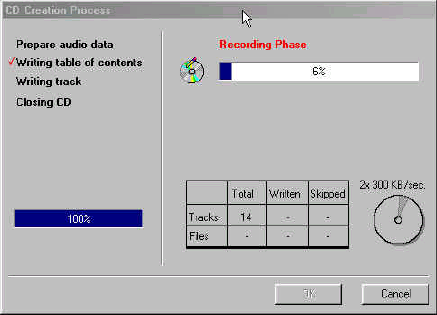 CD Creation Process
Prepare audio data
✓Writing table of contents
Writing track
Closing CD
100%
Recording Phase
6%
Total Written Skipped
Tracks 14 - -
Files - - -
2x 300 KB/sec.
OK
Cancel